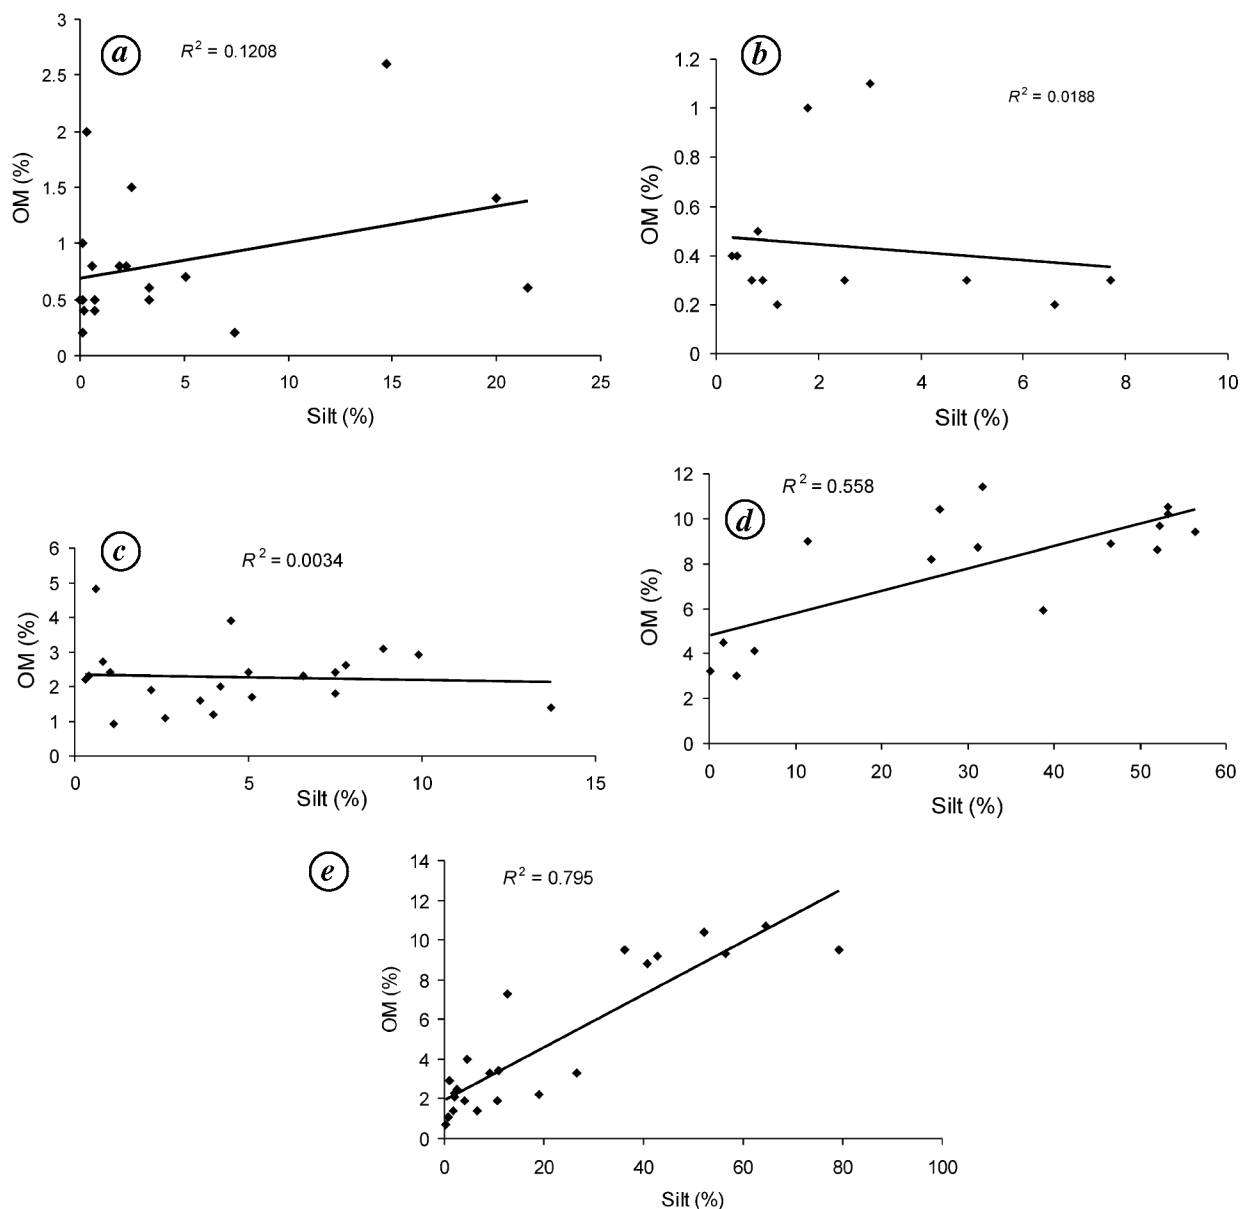 a
R² = 0.1208
OM (%)
3
2.5
2
1.5
1
0.5
0
0 5 10 15 20 25
Silt (%)
b
R² = 0.0188
OM (%)
1.2
1
0.8
0.6
0.4
0.2
0
0 2 4 6 8 10
Silt (%)
c
R² = 0.0034
OM (%)
6
5
4
3
2
1
0
0 5 10 15
Silt (%)
d
R² = 0.558
OM (%)
12
10
8
6
4
2
0
0 10 20 30 40 50 60
Silt (%)
e
R² = 0.795
OM (%)
14
12
10
8
6
4
2
0
0 20 40 60 80 100
Silt (%)